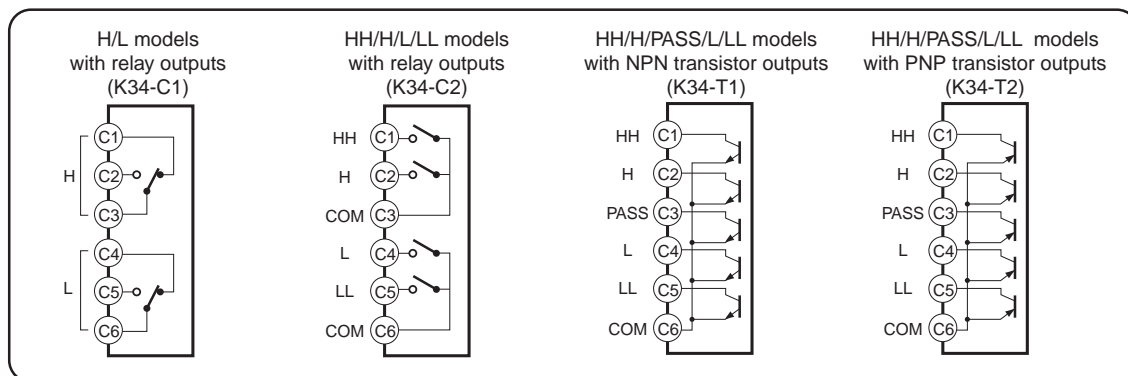 H/L models
with relay outputs
(K34-C1)
H
L
C1
C2
C3
C4
C5
C6
HH/H/L/LL models
with relay outputs
(K34-C2)
HH
H
COM
L
LL
COM
C1
C2
C3
C4
C5
C6
HH/H/PASS/L/LL models
with NPN transistor outputs
(K34-T1)
HH
H
PASS
L
LL
COM
C1
C2
C3
C4
C5
C6
HH/H/PASS/L/LL models
with PNP transistor outputs
(K34-T2)
HH
H
PASS
L
LL
COM
C1
C2
C3
C4
C5
C6